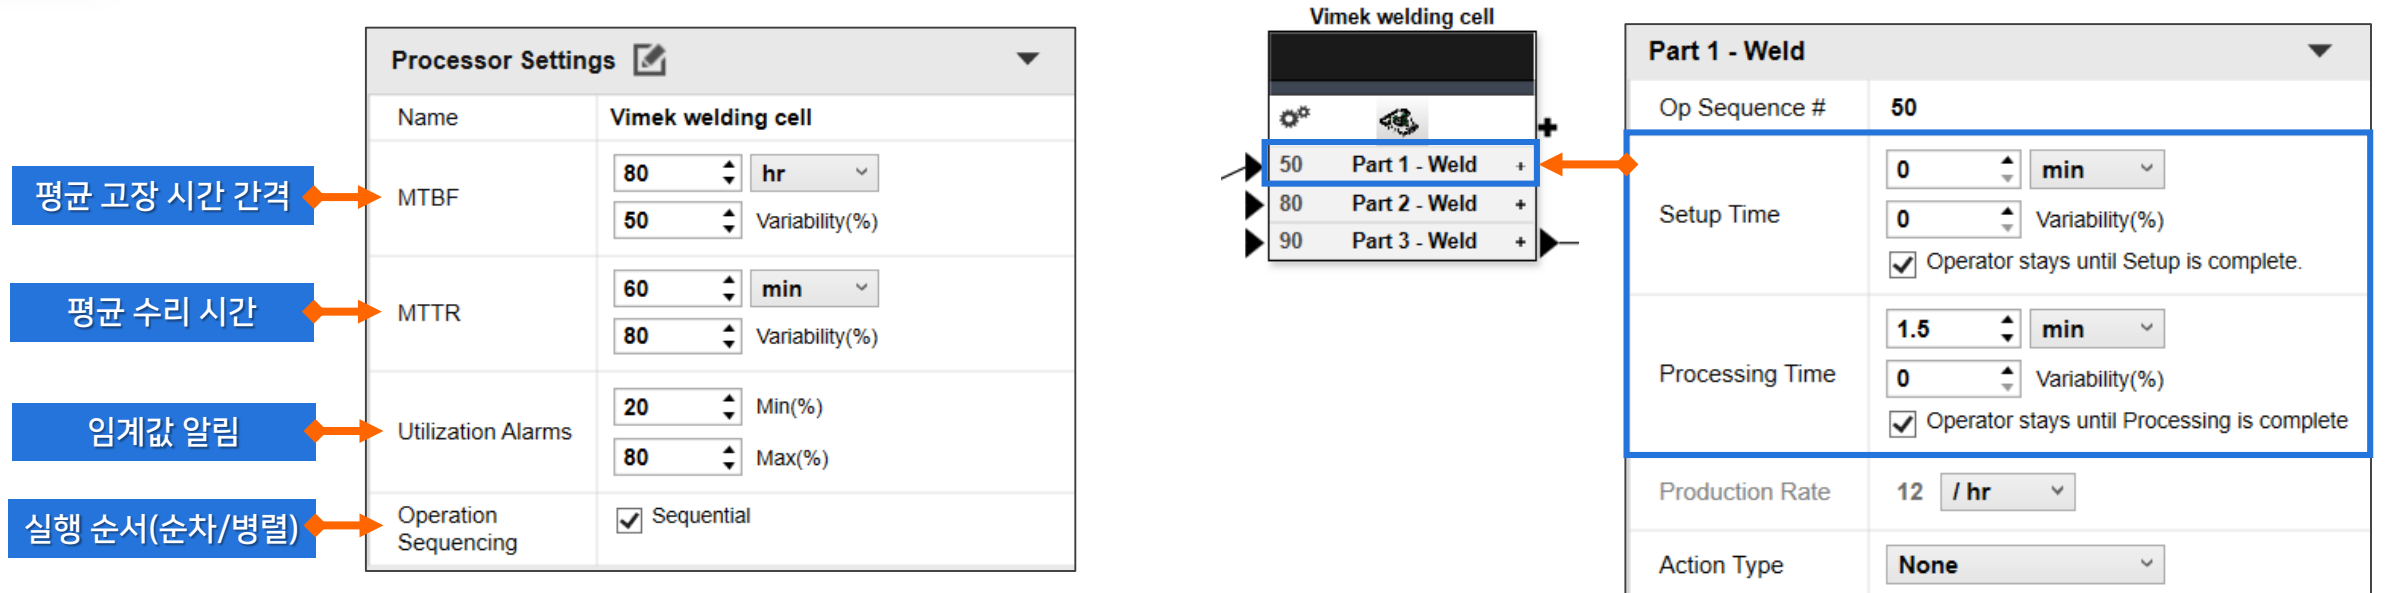 Processor Settings
Name
Vimek welding cell
평균 고장 시간 간격
MTBF
80
hr
50
Variability(%)
평균 수리 시간
MTTR
60
min
80
Variability(%)
임계값 알림
Utilization Alarms
20
Min(%)
80
Max(%)
실행 순서(순차/병렬)
Operation
Sequencing
Sequential
Vimek welding cell
50 Part 1 - Weld +
80 Part 2 - Weld +
90 Part 3 - Weld +
Part 1 - Weld
Op Sequence #
50
Setup Time
0
min
0
Variability(%)
Operator stays until Setup is complete.
Processing Time
1.5
min
0
Variability(%)
Operator stays until Processing is complete
Production Rate
12
/ hr
Action Type
None